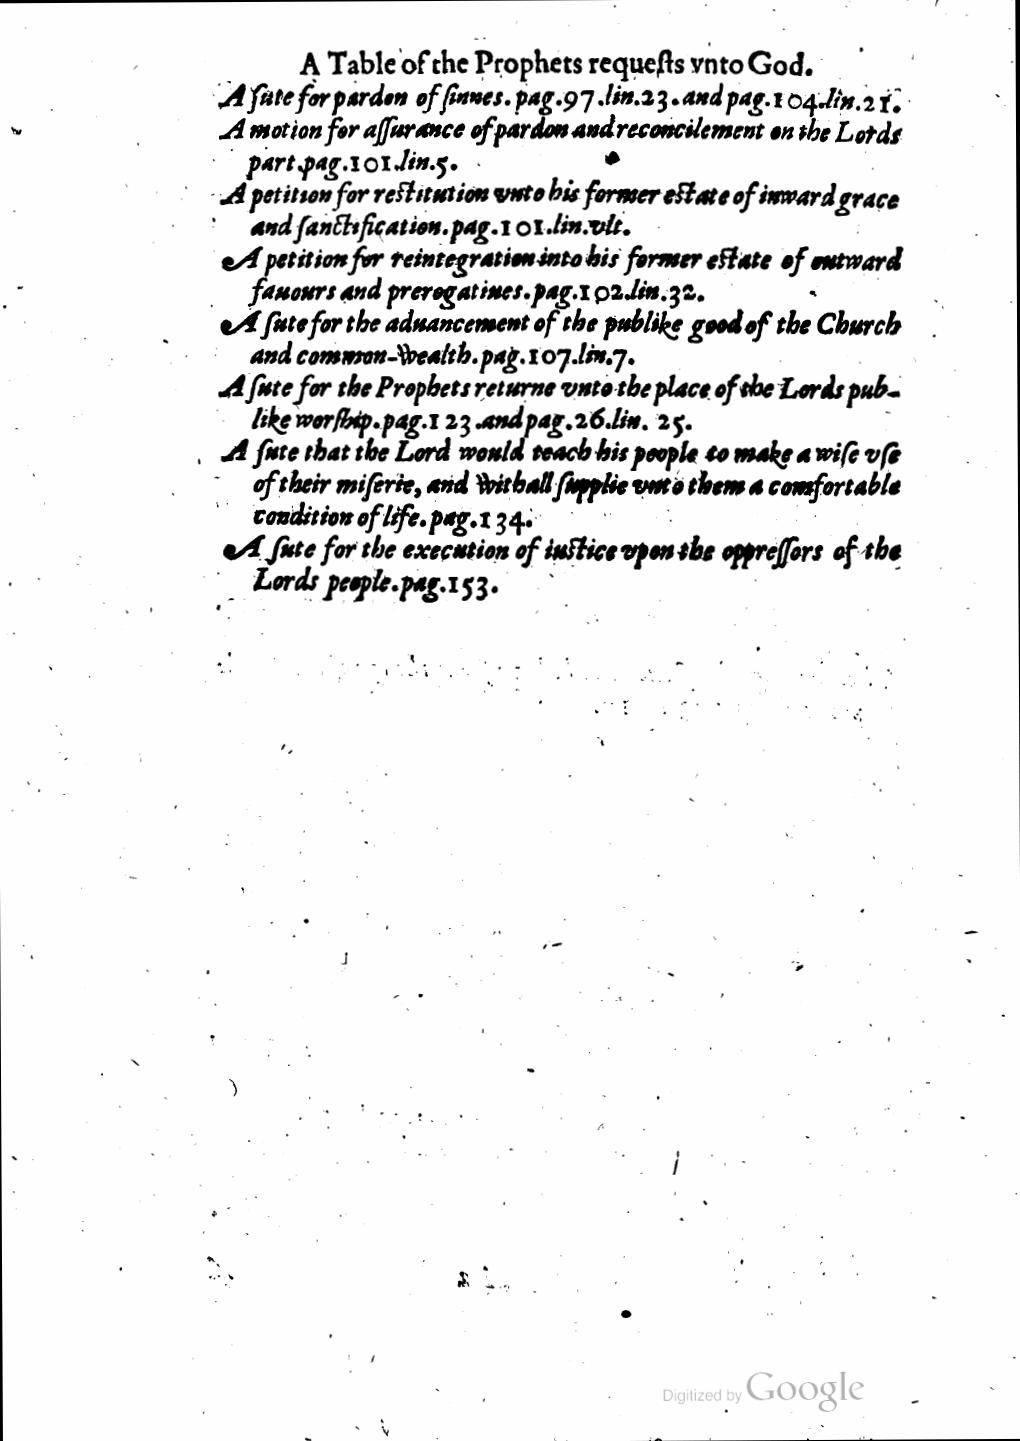 A Table of the Prophets requeſts vnto God.
A ſute for pardon of ſinnes. pag.97.lin.23. and pag.104.lin.21.
A motion for aſſurance of pardon and reconcilement on the Lords
part.pag.101.lin.5.
A petition for reſtitution vnto his former eſtate of inward grace
and ſanctification.pag.101.lin.vlt.
A petition for reintegration into his former eſtate of outward
fauours and prerogatiues.pag.102.lin.32.
A ſute for the aduancement of the publike good of the Church
and common-wealth.pag.107.lin.7.
A ſute for the Prophets returne vnto the place of the Lords pub-
like worſhip.pag.123.and pag.26.lin. 25.
A ſute that the Lord would teach his people to make a wiſe vſe
of their miſerie, and withall ſupplie vnto them a comfortable
condition of life.pag.134.
A ſute for the execution of iuſtice vpon the oppreſſors of the
Lords people.pag.153.
Digitized by Google